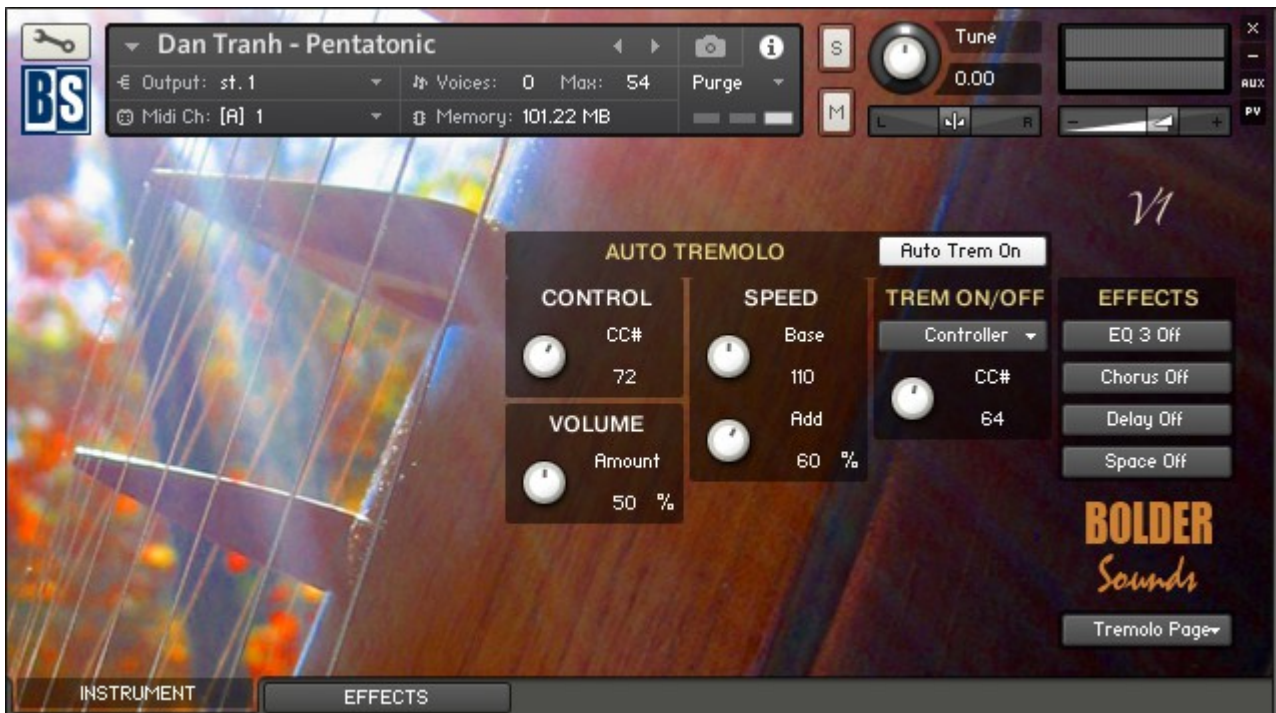 Dan Tranh - Pentatonic
Output: st. 1
Voices: 0 Max: 54
Purge
Midi Ch: [A] 1
Memory: 101.22 MB
BS
S
M
Tune
0.00
L
R
-
+
×
-
AUX
PV
V1
AUTO TREMOLO
Auto Trem On
CONTROL
CC#
72
VOLUME
Amount
50 %
SPEED
Base
110
Add
60 %
TREM ON/OFF
Controller
CC#
64
EFFECTS
EQ 3 Off
Chorus Off
Delay Off
Space Off
BOLDER
Sounds
Tremolo Page
INSTRUMENT
EFFECTS